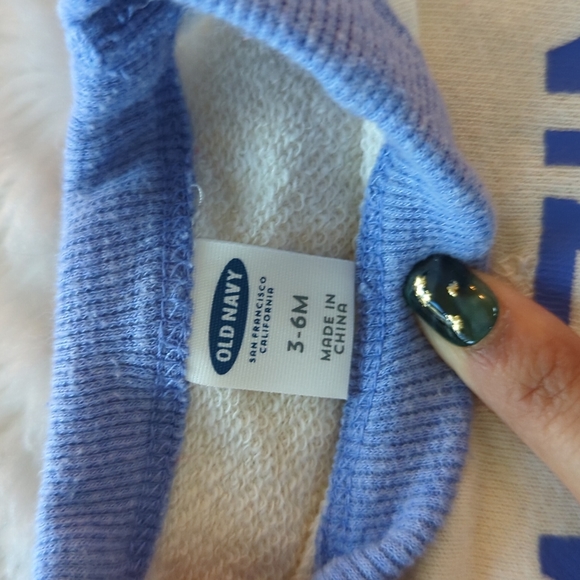 OLD NAVY
SAN FRANCISCO
CALIFORNIA
3-6M
MADE IN
CHINA